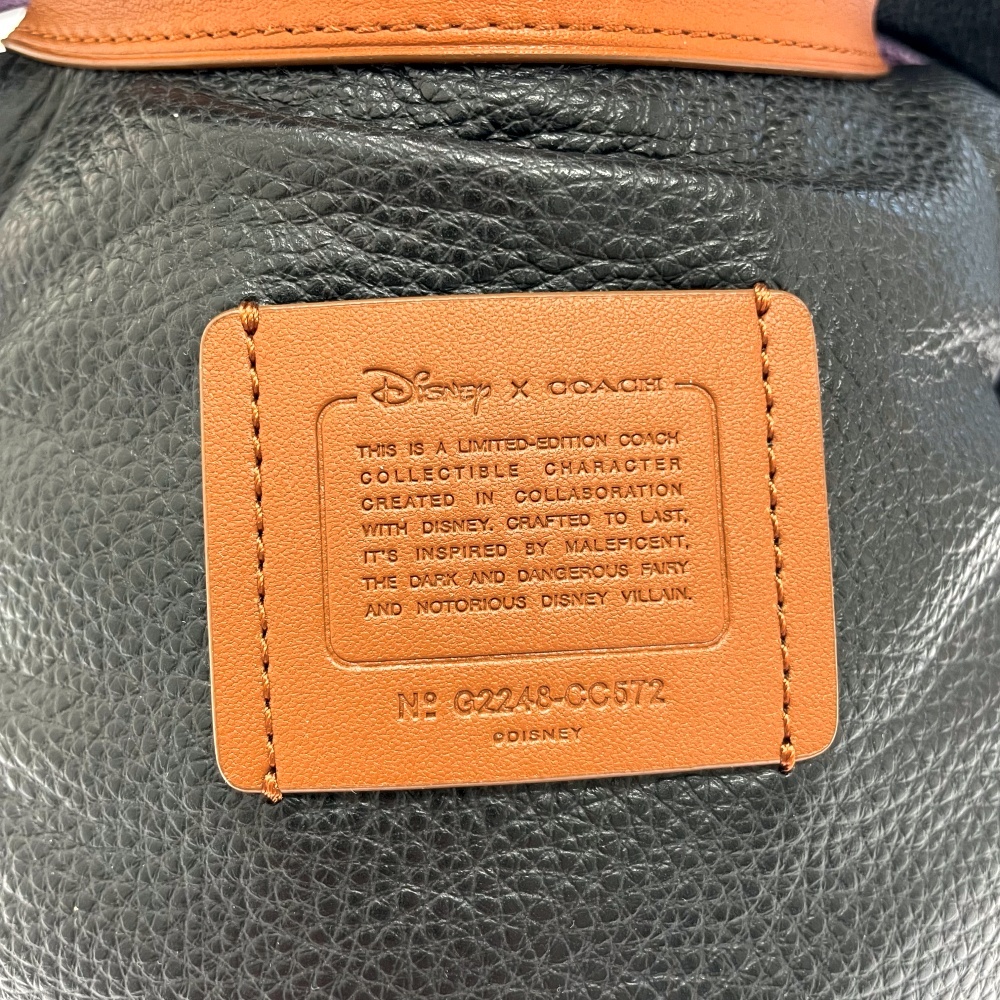 Disney X COACH
THIS IS A LIMITED-EDITION COACH
COLLECTIBLE CHARACTER
CREATED IN COLLABORATION
WITH DISNEY. CRAFTED TO LAST,
IT'S INSPIRED BY MALEFICENT,
THE DARK AND DANGEROUS FAIRY
AND NOTORIOUS DISNEY VILLAIN.
Nº G2248-CC572
©DISNEY